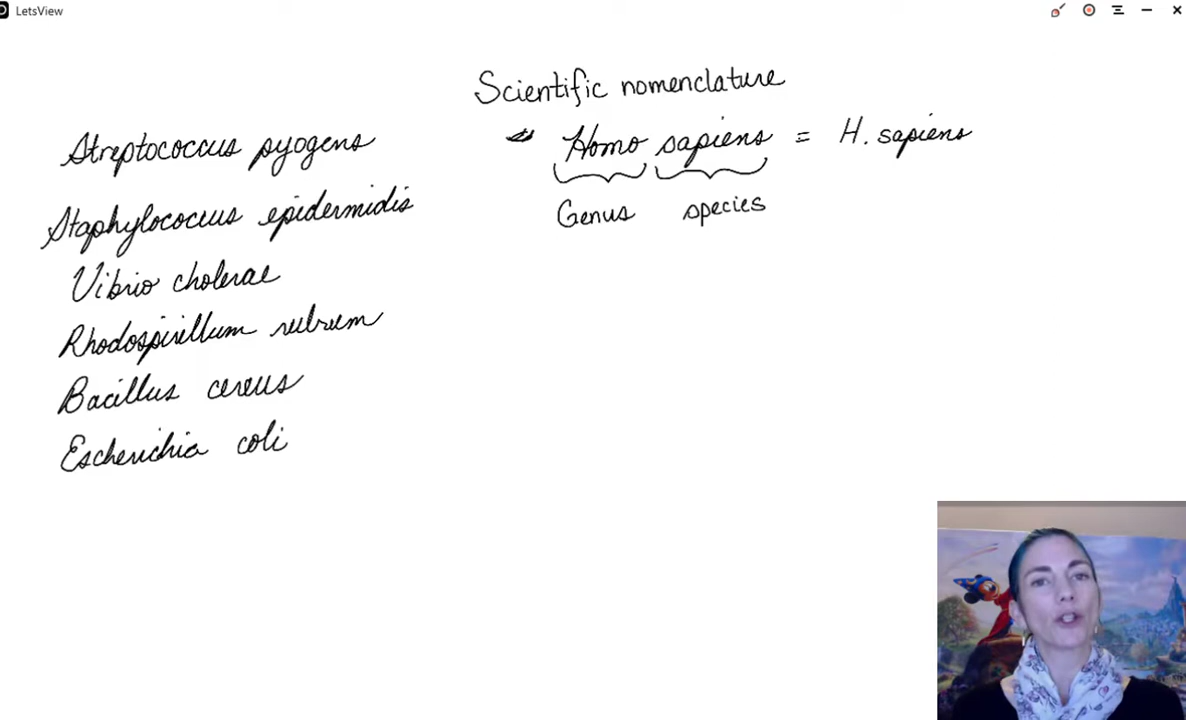 LetsView
Scientific nomenclature
Homo sapiens = H. sapiens
Genus species
Streptococcus pyogens
Staphylococcus epidermidis
Vibrio cholerae
Rhodospirillum rubrum
Bacillus cereus
Escherichia coli